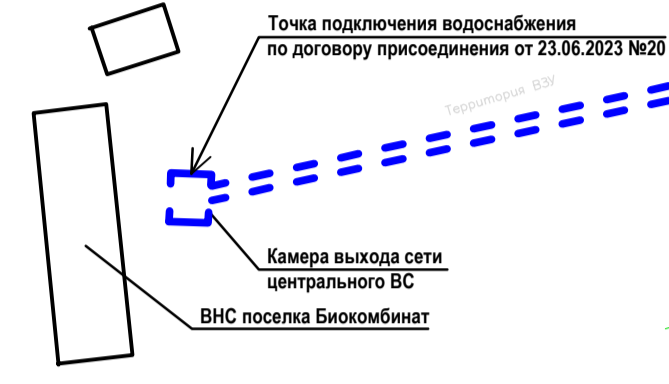 Точка подключения водоснабжения
по договору присоединения от 23.06.2023 №20
Территория ВЗУ
Камера выхода сети
центрального ВС
ВНС поселка Биокомбинат